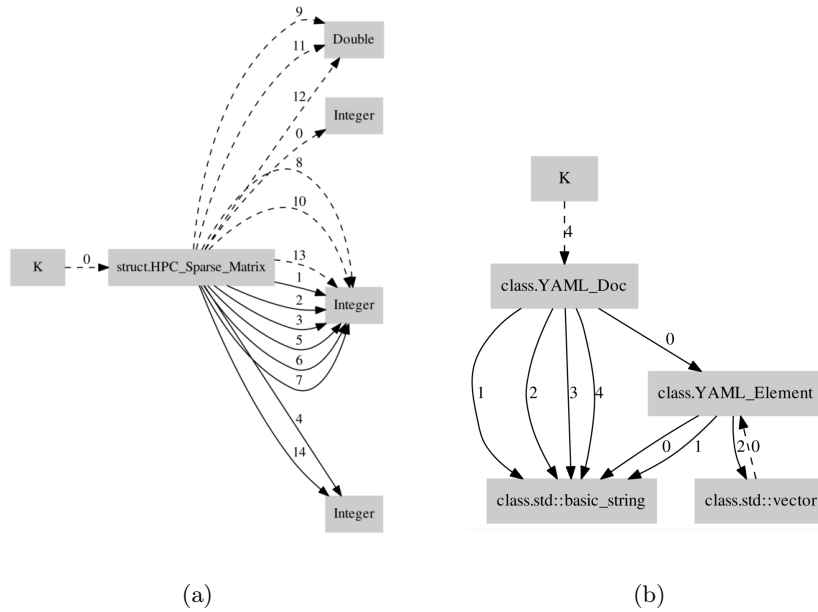 9
Double
11
12
Integer
0
8
10
K
0
struct.HPC_Sparse_Matrix
13
1
2
Integer
3
5
6
7
4
14
Integer
(a)
K
4
class.YAML_Doc
0
1
2
3
4
class.YAML_Element
0
1
2
0
class.std::basic_string
class.std::vector
(b)